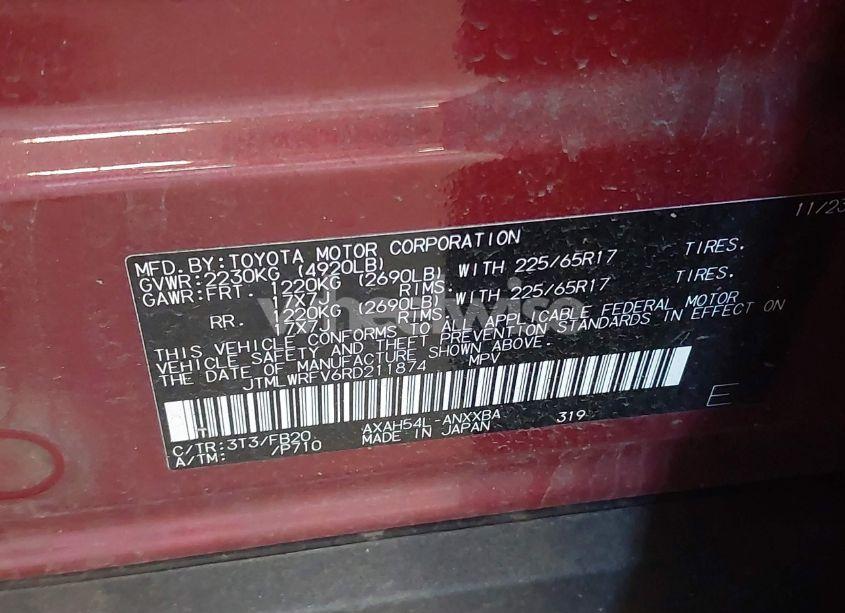 11/23
MFD. BY: TOYOTA MOTOR CORPORATION
GVWR: 2230KG (4920LB)
GAWR: FRT. 1220KG (2690LB) WITH 225/65R17 TIRES.
17X7J RIMS.
RR. 1220KG (2690LB) WITH 225/65R17 TIRES.
17X7J RIMS.
THIS VEHICLE CONFORMS TO ALL APPLICABLE FEDERAL MOTOR
VEHICLE SAFETY AND THEFT PREVENTION STANDARDS IN EFFECT ON
THE DATE OF MANUFACTURE SHOWN ABOVE.
JTMLWRFV6RD211874 MPV
T
E
C/TR: 3T3/FB20 AXAH54L-ANXXBA 319
A/TM: /P710 MADE IN JAPAN